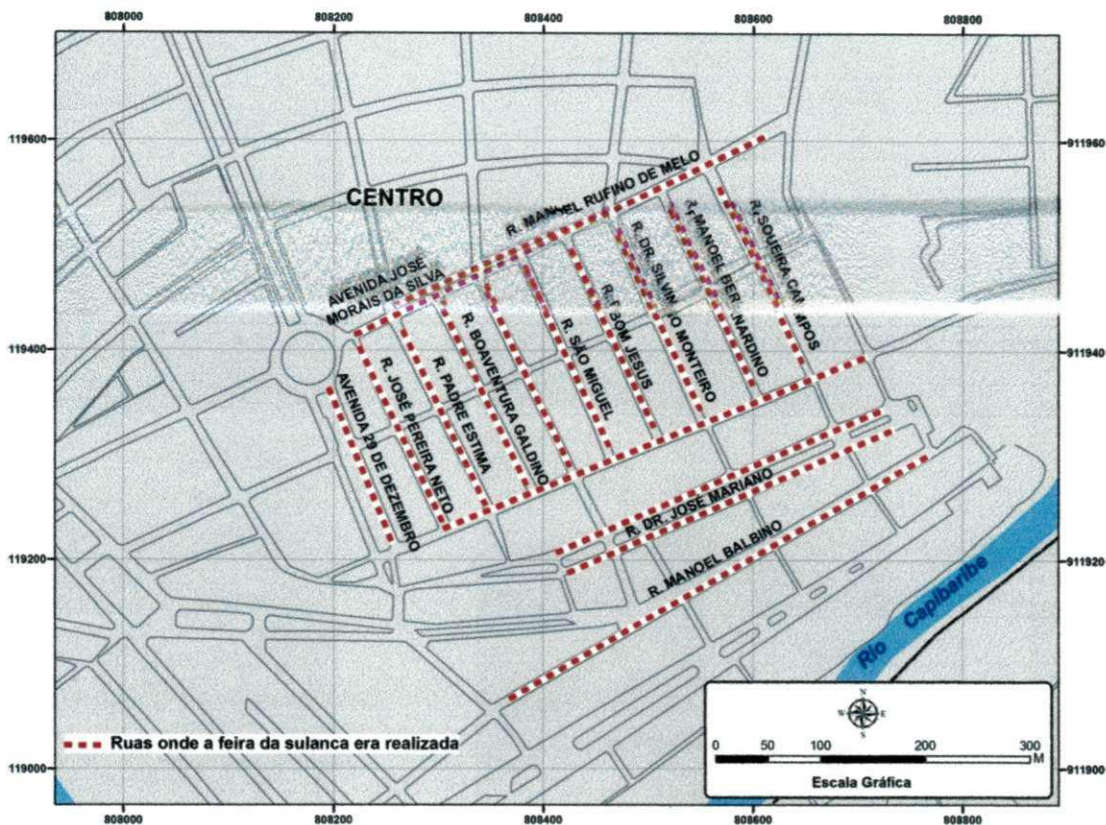 808000 808200 808400 808600 808800
119600
911960
CENTRO
R. MANOEL RUFINO DE MELO
AVENIDA JOSÉ
MORAIS DA SILVA
R. SIQUEIRA CAMPOS
R. MANOEL BERNARDINO
R. DR. SILVINO MONTEIRO
R. BOM JESUS
R. SÃO MIGUEL
R. BOAVENTURA GALDINO
R. PADRE ESTIMA
R. JOSÉ PEREIRA NETO
AVENIDA 29 DE DEZEMBRO
119400
911940
R. DR. JOSÉ MARIANO
R. MANOEL BALBINO
119200
911920
Rio Capibaribe
N
W E
S
0 50 100 200 300
M
Escala Gráfica
Ruas onde a feira da sulanca era realizada
119000
911900
808000 808200 808400 808600 808800